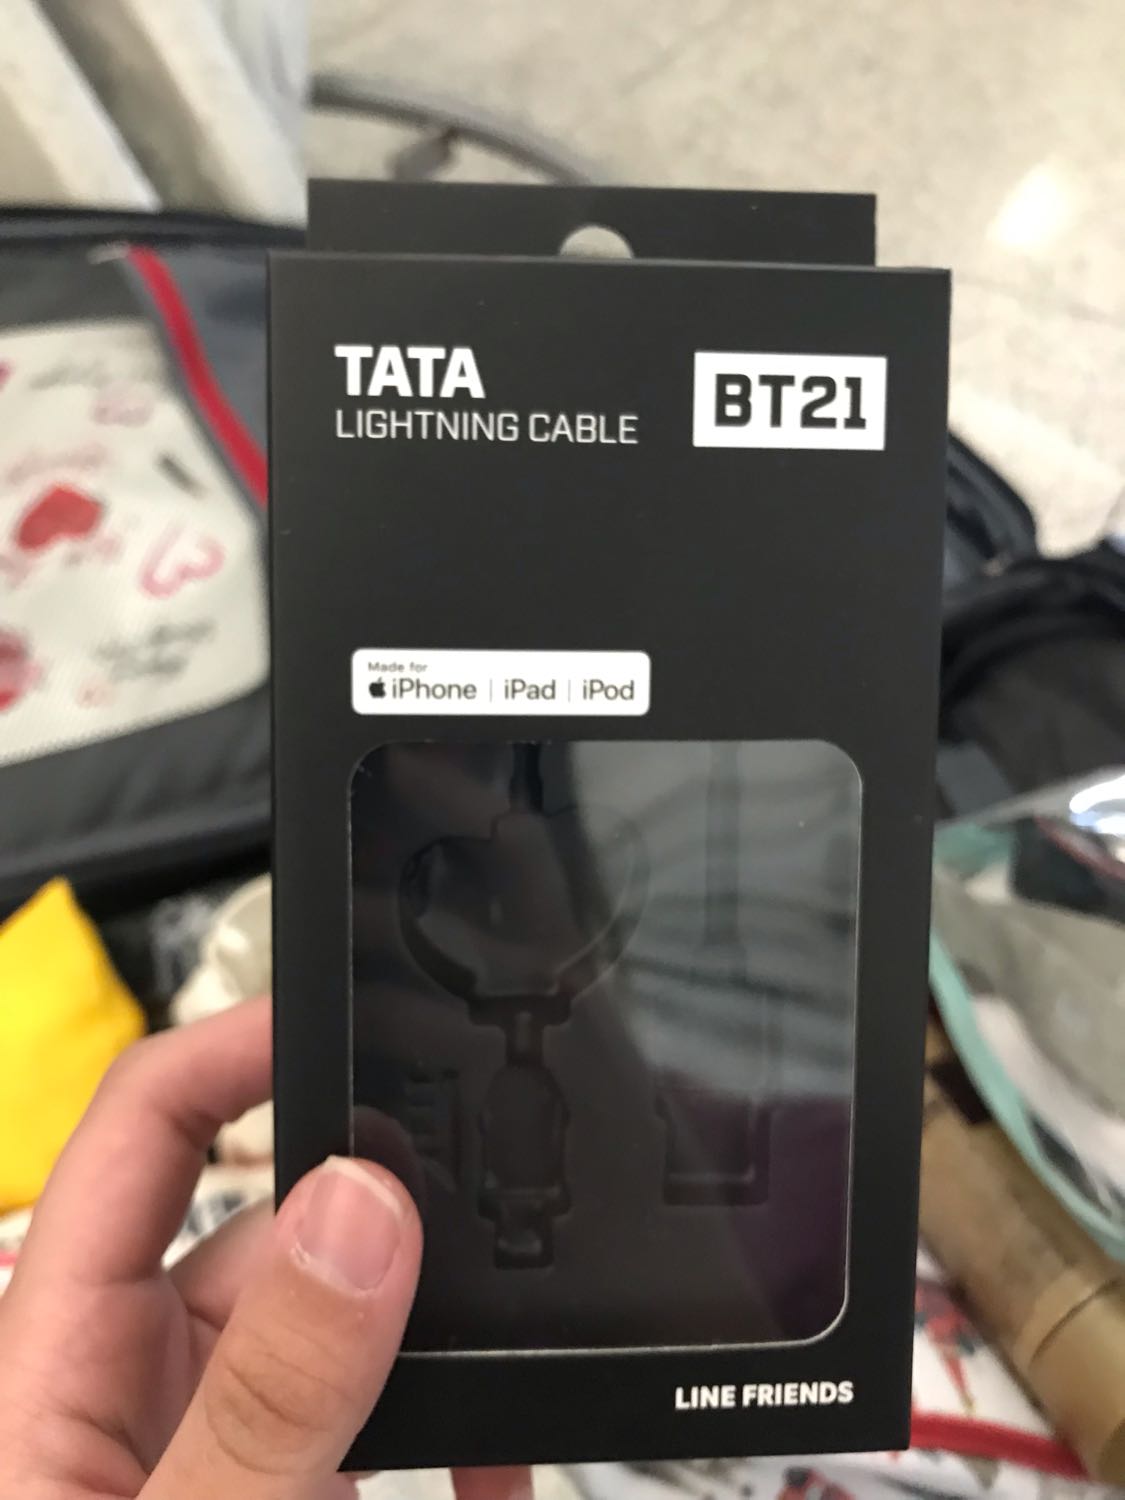 TATA
LIGHTNING CABLE
BT21
Made for
iPhone | iPad | iPod
LINE FRIENDS